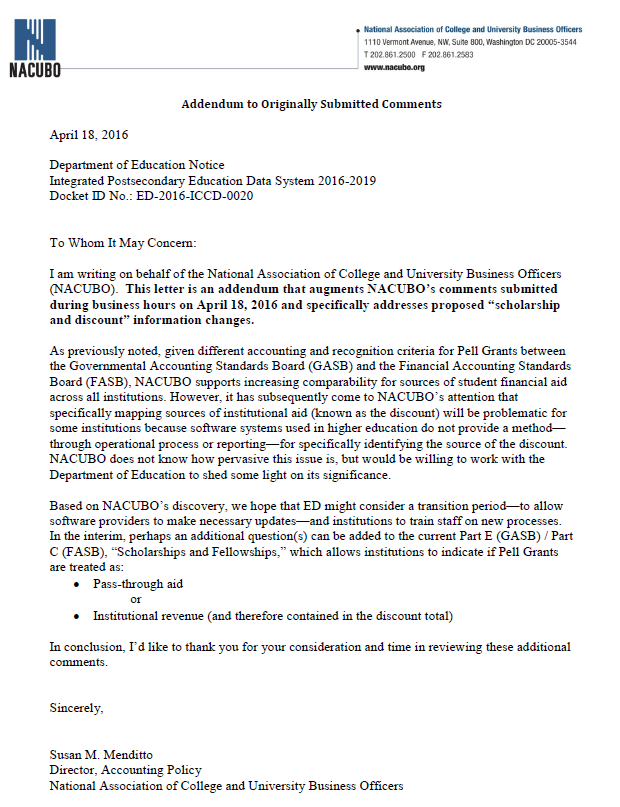 NACUBO
National Association of College and University Business Officers
1110 Vermont Avenue, NW, Suite 800, Washington DC 20005-3544
T 202.861.2500 F 202.861.2583
www.nacubo.org
Addendum to Originally Submitted Comments
April 18, 2016
Department of Education Notice
Integrated Postsecondary Education Data System 2016-2019
Docket ID No.: ED-2016-ICCD-0020
To Whom It May Concern:
I am writing on behalf of the National Association of College and University Business Officers
(NACUBO). This letter is an addendum that augments NACUBO's comments submitted
during business hours on April 18, 2016 and specifically addresses proposed “scholarship
and discount” information changes.
As previously noted, given different accounting and recognition criteria for Pell Grants between
the Governmental Accounting Standards Board (GASB) and the Financial Accounting Standards
Board (FASB), NACUBO supports increasing comparability for sources of student financial aid
across all institutions. However, it has subsequently come to NACUBO's attention that
specifically mapping sources of institutional aid (known as the discount) will be problematic for
some institutions because software systems used in higher education do not provide a method—
through operational process or reporting—for specifically identifying the source of the discount.
NACUBO does not know how pervasive this issue is, but would be willing to work with the
Department of Education to shed some light on its significance.
Based on NACUBO's discovery, we hope that ED might consider a transition period—to allow
software providers to make necessary updates—and institutions to train staff on new processes.
In the interim, perhaps an additional question(s) can be added to the current Part E (GASB) / Part
C (FASB), “Scholarships and Fellowships,” which allows institutions to indicate if Pell Grants
are treated as:
• Pass-through aid
or
• Institutional revenue (and therefore contained in the discount total)
In conclusion, I'd like to thank you for your consideration and time in reviewing these additional
comments.
Sincerely,
Susan M. Menditto
Director, Accounting Policy
National Association of College and University Business Officers